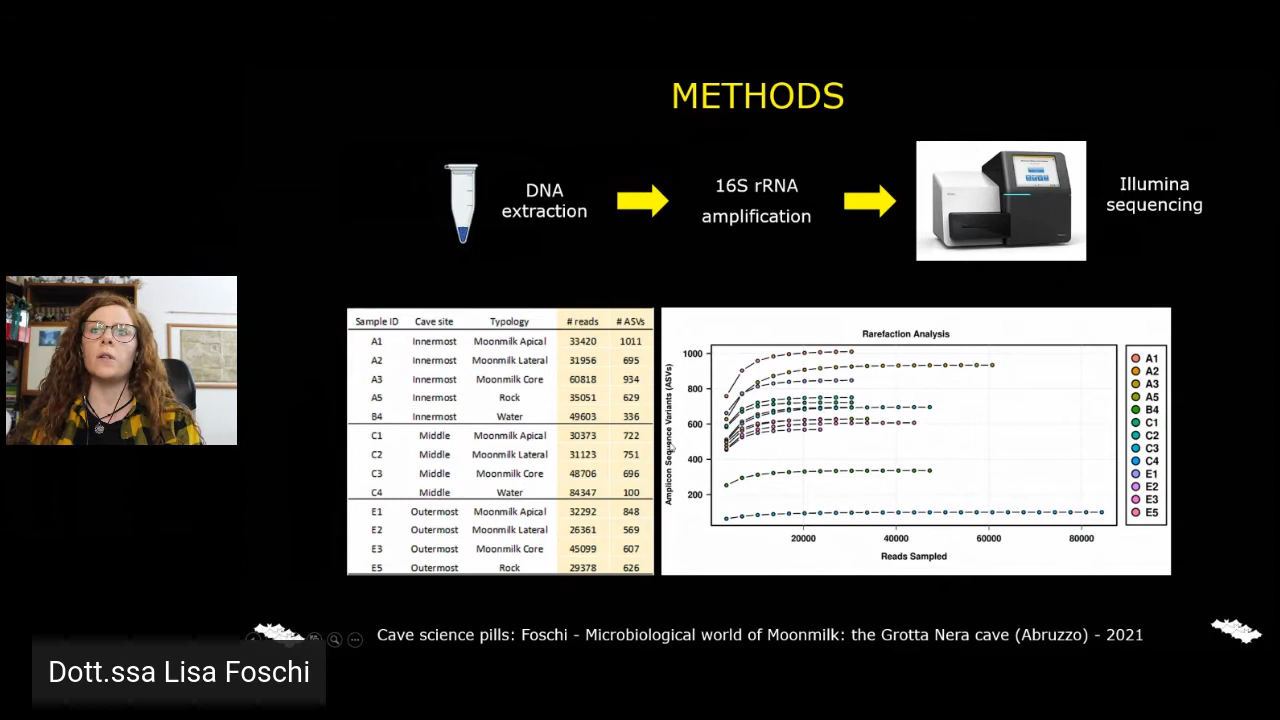 METHODS
DNA
extraction
16S rRNA
amplification
Illumina
sequencing
Sample ID Cave site Typology # reads # ASVs
A1 Innermost Moonmilk Apical 33420 1011
A2 Innermost Moonmilk Lateral 31956 695
A3 Innermost Moonmilk Core 60818 934
A5 Innermost Rock 35051 629
B4 Innermost Water 49603 336
C1 Middle Moonmilk Apical 30373 722
C2 Middle Moonmilk Lateral 31123 751
C3 Middle Moonmilk Core 48706 696
C4 Middle Water 84347 100
E1 Outermost Moonmilk Apical 32292 848
E2 Outermost Moonmilk Lateral 26361 569
E3 Outermost Moonmilk Core 45099 607
E5 Outermost Rock 29378 626
Rarefaction Analysis
Amplicon Sequence Variants (ASVs)
1000
800
600
400
200
20000 40000 60000 80000
Reads Sampled
A1
A2
A3
A5
B4
C1
C2
C3
C4
E1
E2
E3
E5
Cave science pills: Foschi - Microbiological world of Moonmilk: the Grotta Nera cave (Abruzzo) - 2021
Dott.ssa Lisa Foschi